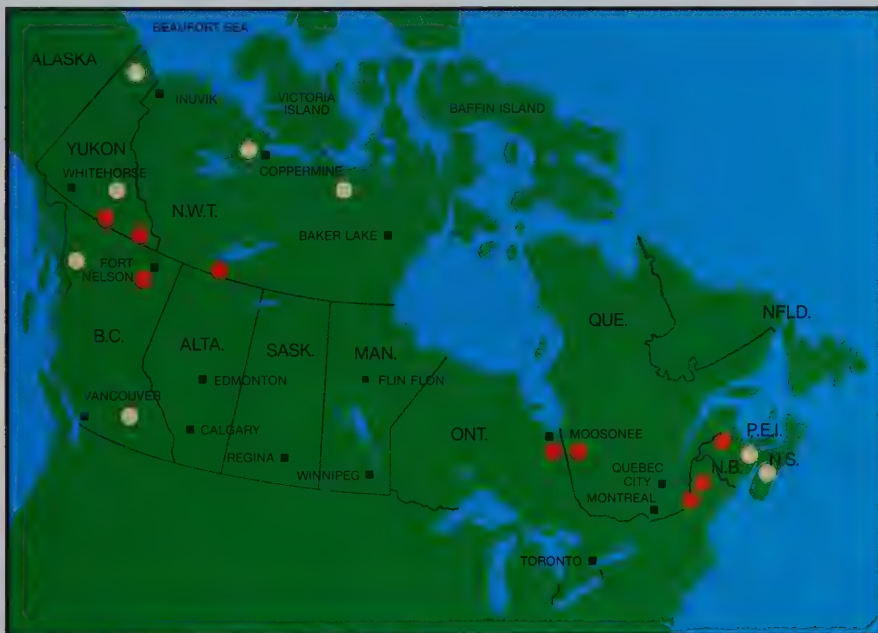 BEAUFORT SEA
ALASKA
INUVIK
VICTORIA
ISLAND
BAFFIN ISLAND
YUKON
WHITEHORSE
COPPERMINE
N.W.T.
BAKER LAKE
FORT
NELSON
QUE.
NFLD.
B.C.
ALTA.
SASK.
MAN.
EDMONTON
FLIN FLON
VANCOUVER
CALGARY
ONT.
MOOSONEE
P.E.I.
REGINA
WINNIPEG
QUEBEC
CITY
N.B.
N.S.
MONTREAL
TORONTO